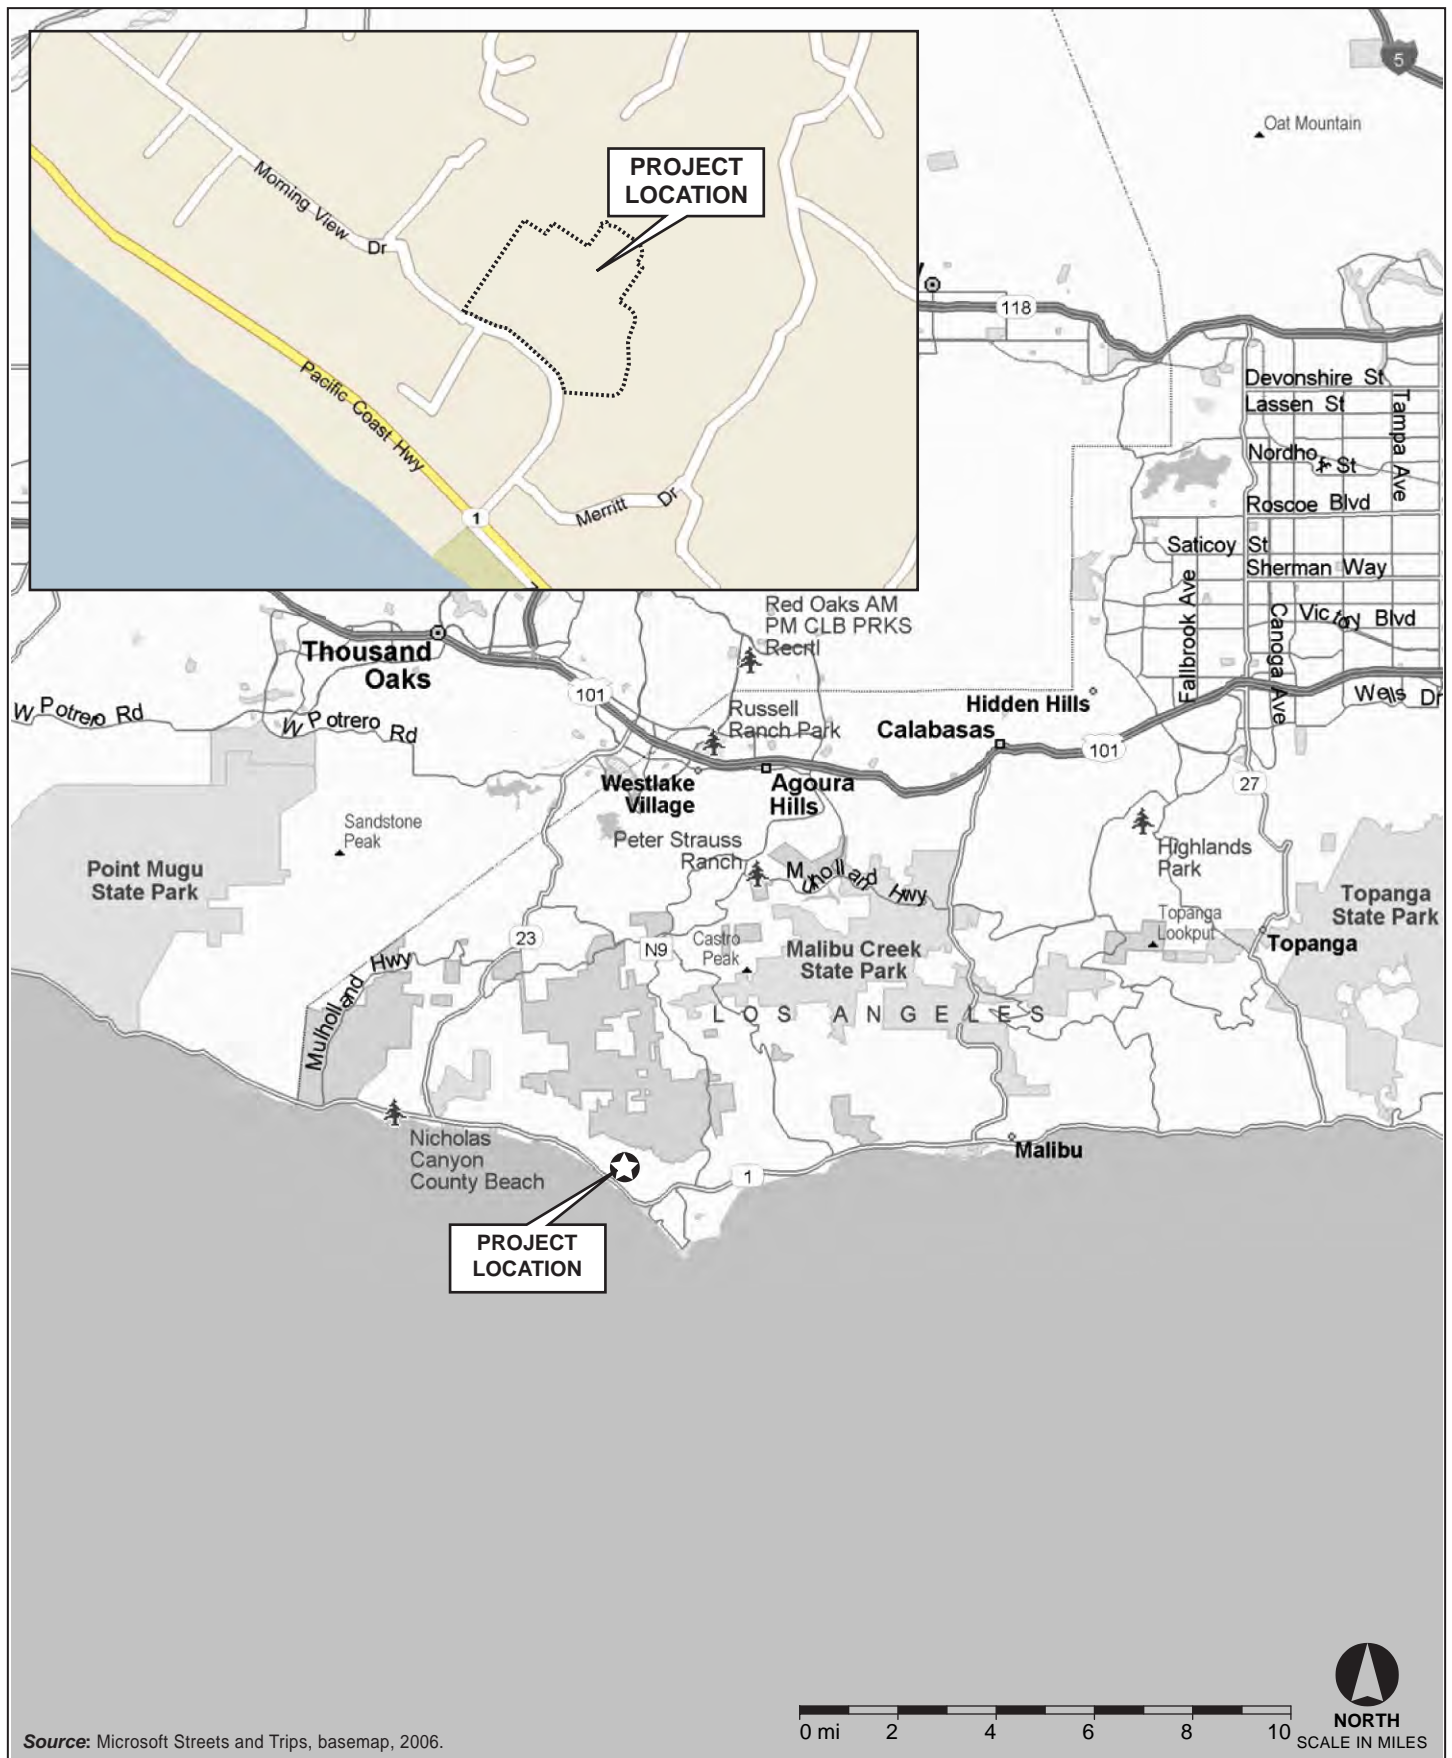 5
Oat Mountain
PROJECT
LOCATION
Morning View Dr
Pacific Coast Hwy
1
Merritt Dr
118
Devonshire St
Lassen St
Tampa Ave
Roscoe Blvd
Saticoy St
Sherman Way
Fallbrook Ave
Canoga Ave
Victory Blvd
Red Oaks AM
PM CLB PRKS
Recrtl
Thousand
Oaks
101
W Potrero Rd
W Potrero Rd
Russell
Ranch Park
Hidden Hills
Calabasas
101
Wells Dr
Westlake
Village
Agoura
Hills
27
Sandstone
Peak
Peter Strauss
Ranch
Mulholland Hwy
Highlands
Park
Point Mugu
State Park
Topanga
State Park
Topanga
Lookput
Topanga
23
N9
Castro
Peak
Malibu Creek
State Park
Mulholland Hwy
LOS ANGELES
Nicholas
Canyon
County Beach
Malibu
1
PROJECT
LOCATION
0 mi 2 4 6 8 10
NORTH
SCALE IN MILES
Source: Microsoft Streets and Trips, basemap, 2006.